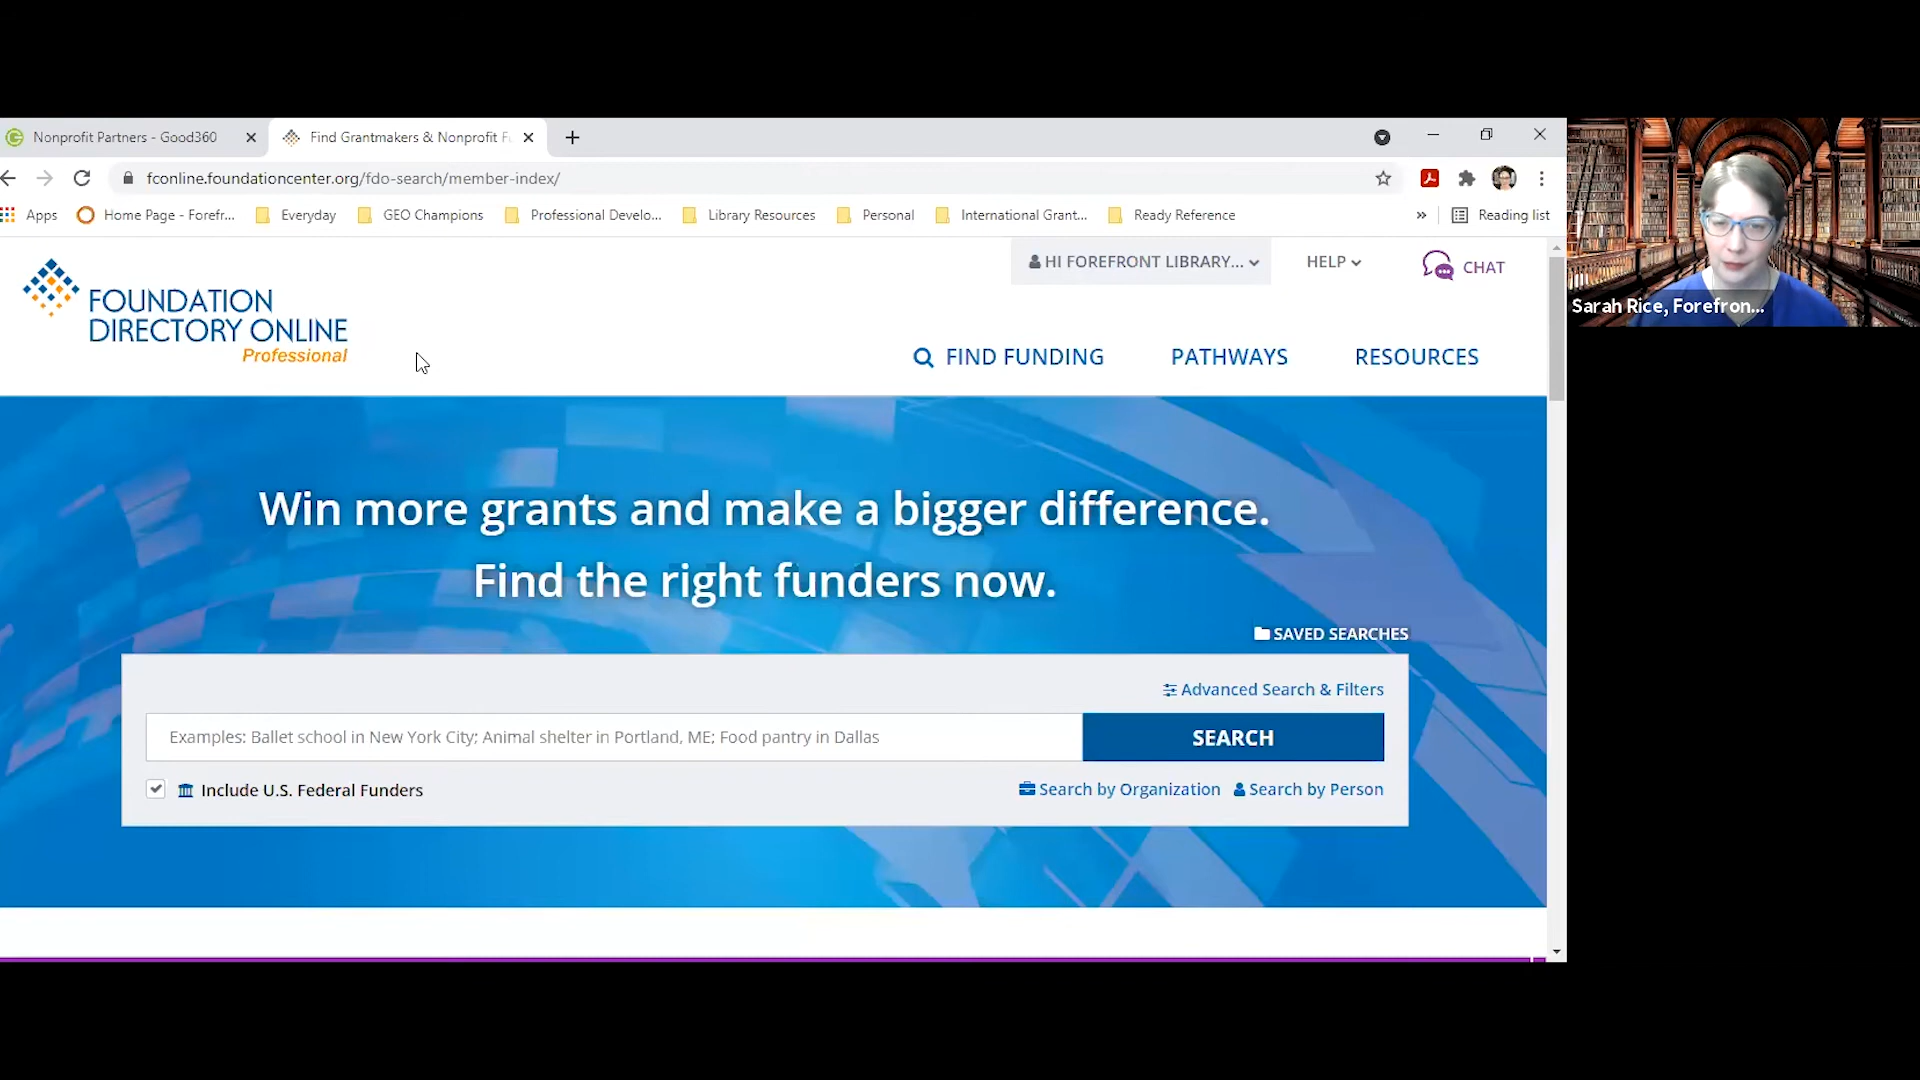 Nonprofit Partners - Good360
Find Grantmakers & Nonprofit F
fconline.foundationcenter.org/fdo-search/member-index/
Apps
Home Page - Forefr...
Everyday
GEO Champions
Professional Develo...
Library Resources
Personal
International Grant...
Ready Reference
»
Reading list
HI FOREFRONT LIBRARY...
HELP
CHAT
FOUNDATION
DIRECTORY ONLINE
Professional
FIND FUNDING
PATHWAYS
RESOURCES
Sarah Rice, Forefron...
Win more grants and make a bigger difference.
Find the right funders now.
SAVED SEARCHES
Advanced Search & Filters
Examples: Ballet school in New York City; Animal shelter in Portland, ME; Food pantry in Dallas
SEARCH
Include U.S. Federal Funders
Search by Organization
Search by Person